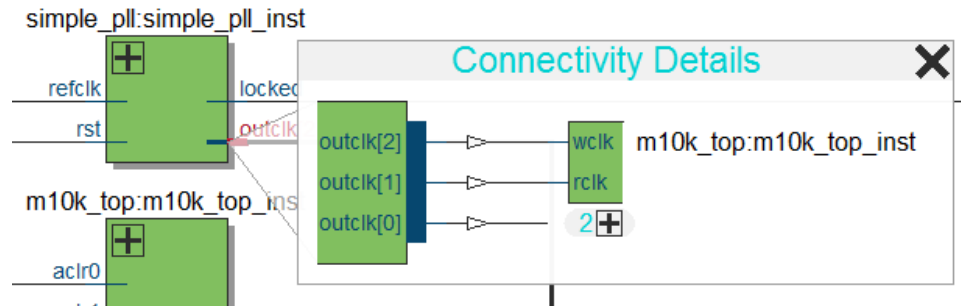 simple_pll:simple_pll_inst
refclk
locked
rst
outclk
m10k_top:m10k_top_ins
aclr0
Connectivity Details
outclk[2]
wclk
m10k_top:m10k_top_inst
outclk[1]
rclk
outclk[0]
2